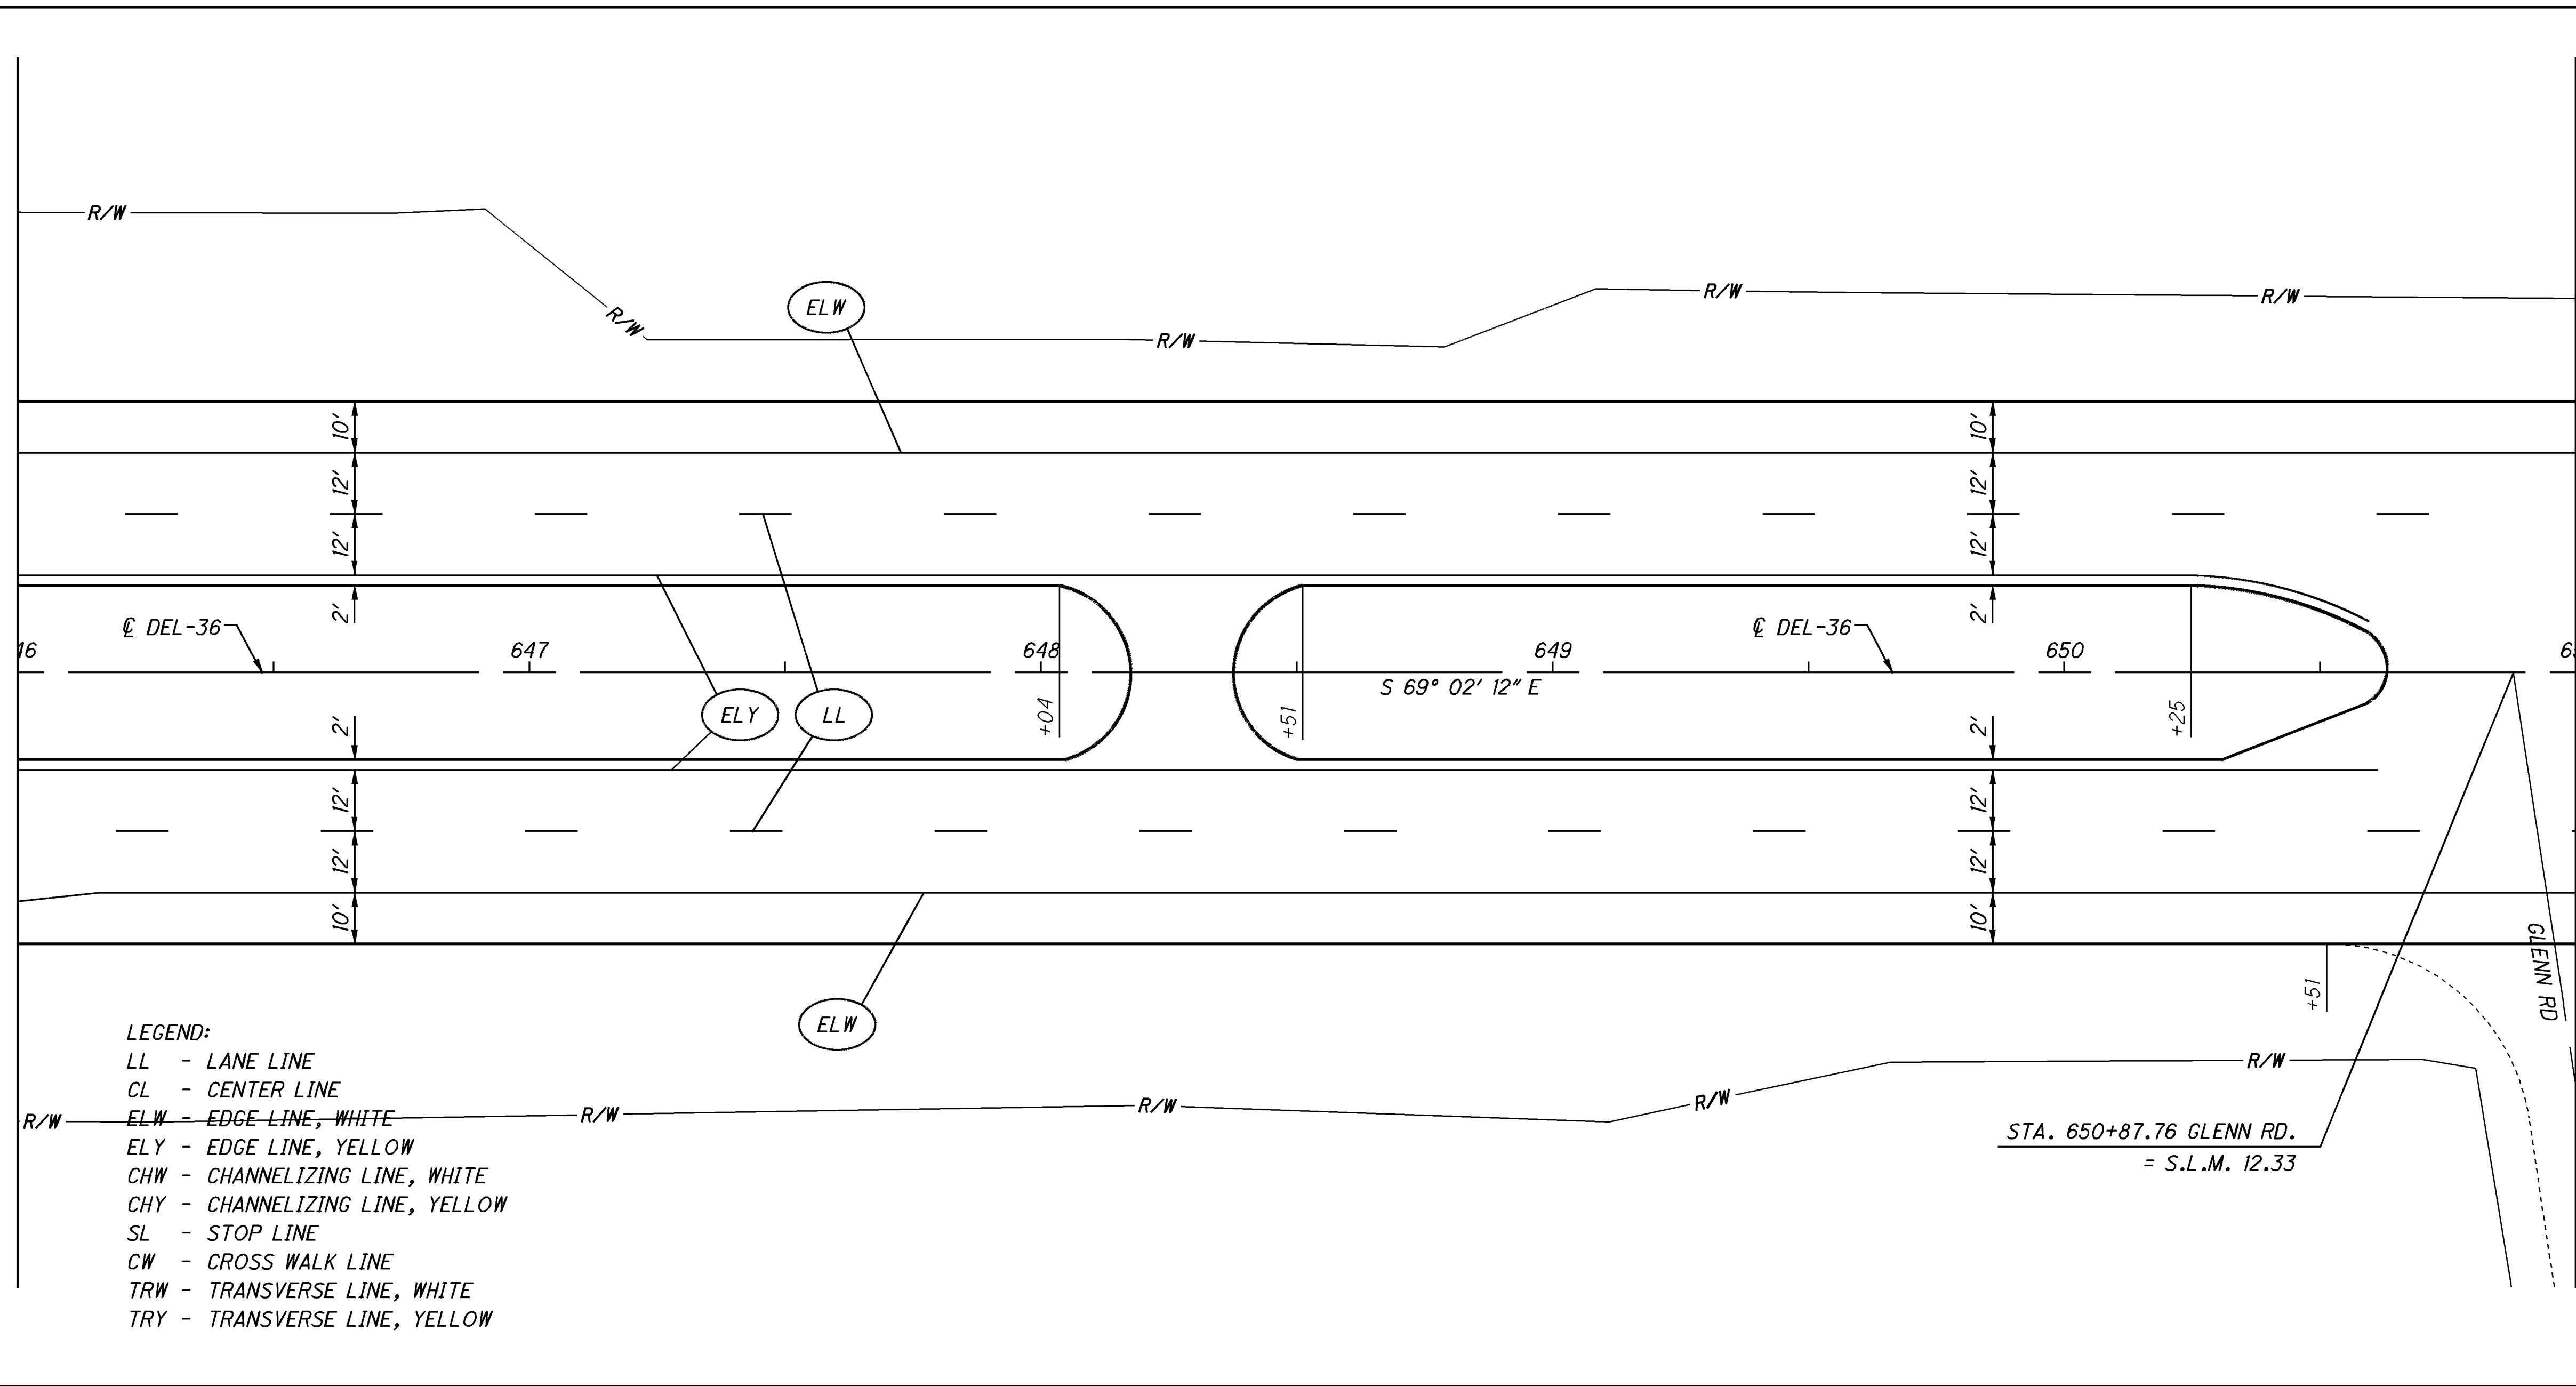 R/W
R/W
ELW
R/W
R/W
R/W
10'
10'
12'
12'
12'
12'
2'
2'
℄ DEL-36
℄ DEL-36
46
647
648
649
650
S 69° 02' 12" E
ELY
LL
+04
+51
+25
2'
2'
12'
12'
12'
12'
10'
10'
GLENN RD
+51
ELW
LEGEND:
LL - LANE LINE
CL - CENTER LINE
ELW - EDGE LINE, WHITE
ELY - EDGE LINE, YELLOW
CHW - CHANNELIZING LINE, WHITE
CHY - CHANNELIZING LINE, YELLOW
SL - STOP LINE
CW - CROSS WALK LINE
TRW - TRANSVERSE LINE, WHITE
TRY - TRANSVERSE LINE, YELLOW
R/W
R/W
R/W
R/W
R/W
STA. 650+87.76 GLENN RD.
= S.L.M. 12.33